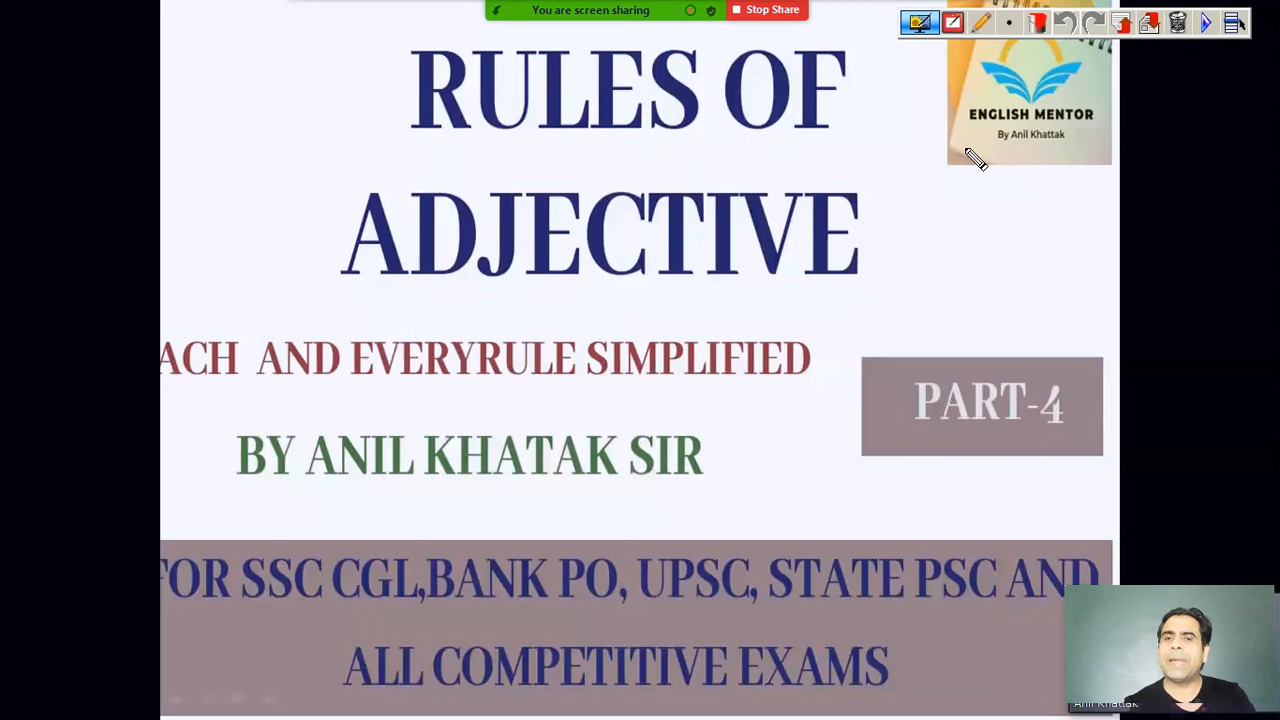 You are screen sharing
Stop Share
RULES OF
ADJECTIVE
ENGLISH MENTOR
By Anil Khattak
ACH AND EVERYRULE SIMPLIFIED
PART-4
BY ANIL KHATAK SIR
FOR SSC CGL,BANK PO, UPSC, STATE PSC AND
ALL COMPETITIVE EXAMS
Anil Khattak